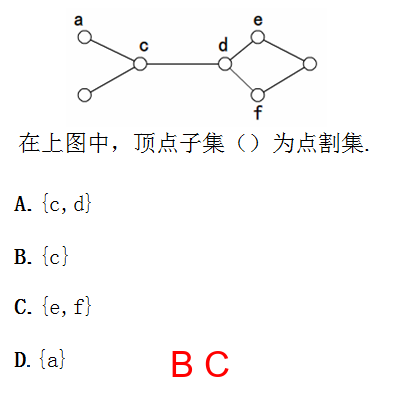 a
e
c
d
f
在上图中，顶点子集（）为点割集.
A. {c,d}
B. {c}
C. {e,f}
D. {a}
B C